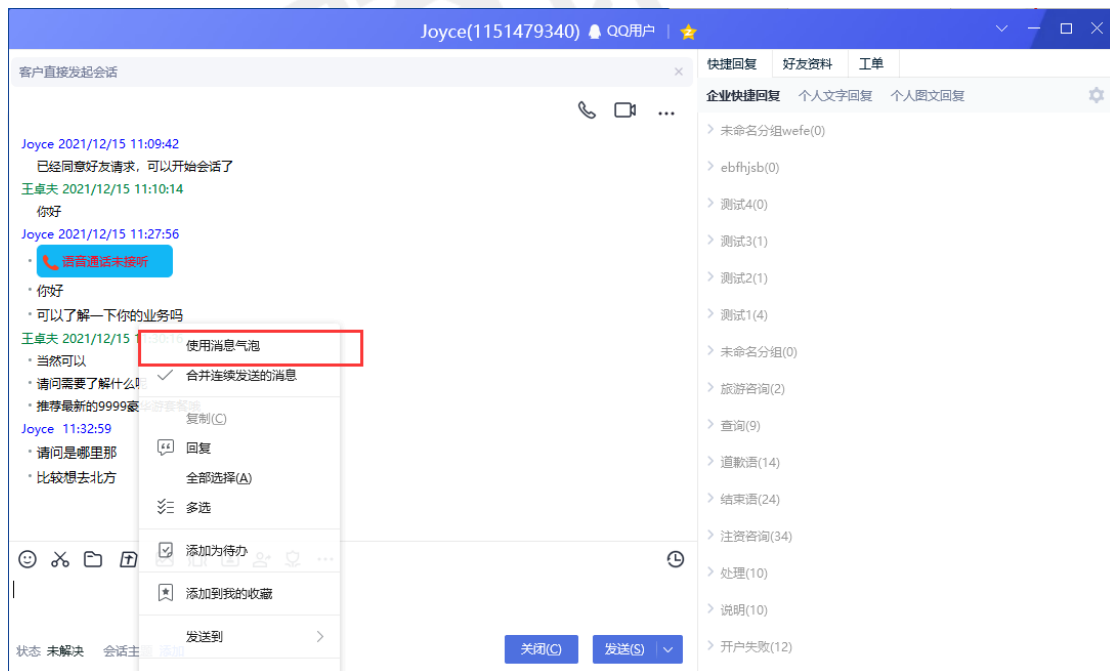 Joyce(1151479340) QQ用户
客户直接发起会话
Joyce 2021/12/15 11:09:42
已经同意好友请求，可以开始会话了
王卓夫 2021/12/15 11:10:14
你好
Joyce 2021/12/15 11:27:56
语音通话未接听
你好
可以了解一下你的业务吗
王卓夫 2021/12/15 11:30:16
当然可以
请问需要了解什么呢
推荐最新的9999豪华游套餐哦
Joyce 11:32:59
请问是哪里那
比较想去北方
使用消息气泡
合并连续发送的消息
复制(C)
回复
全部选择(A)
多选
添加为待办
添加到我的收藏
发送到
状态 未解决 会话主 添加
关闭(C) 发送(S)
快捷回复 好友资料 工单
企业快捷回复 个人文字回复 个人图文回复
未命名分组wefe(0)
ebfhjsb(0)
测试4(0)
测试3(1)
测试2(1)
测试1(4)
未命名分组(0)
旅游咨询(2)
查询(9)
道歉语(14)
结束语(24)
注资咨询(34)
处理(10)
说明(10)
开户失败(12)